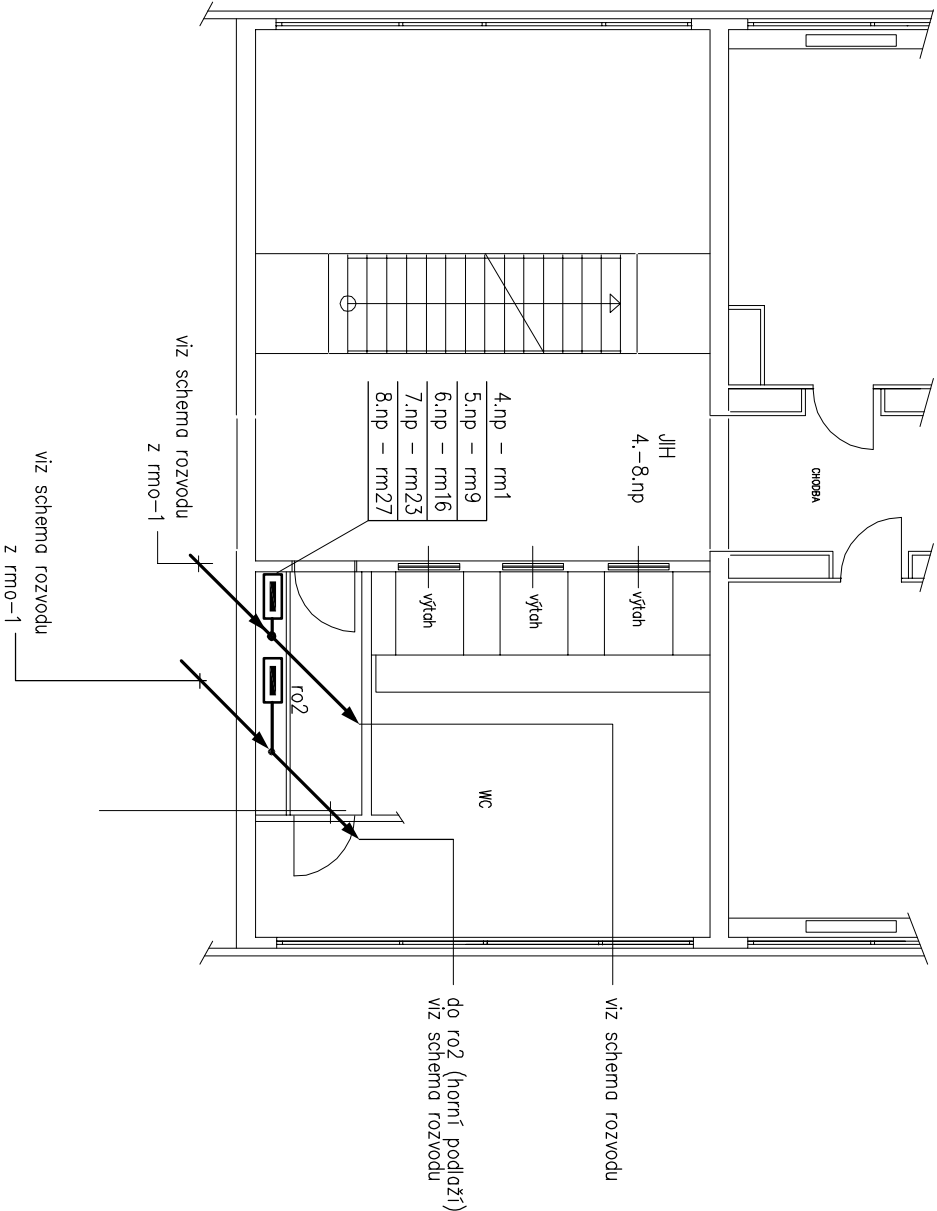 CHODBA
JIH
4.-8.np
4.np - rm1
5.np - rm9
6.np - rm16
7.np - rm23
8.np - rm27
výtah
výtah
výtah
WC
ro2
viz schema rozvodu
z rmo-1
viz schema rozvodu
z rmo-1
viz schema rozvodu
do ro2 (horní podlaží)
viz schema rozvodu